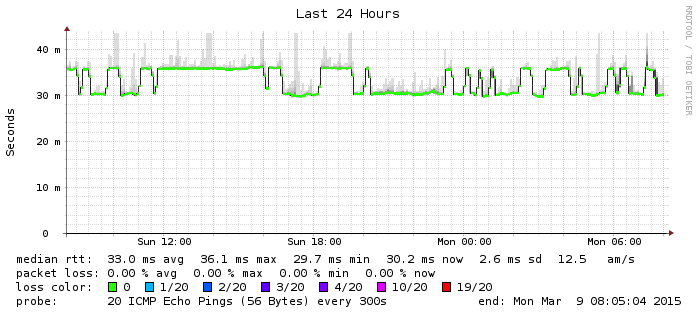 Last 24 Hours
RRDTOOL / TOBI OETIKER
Seconds
40 m
30 m
20 m
10 m
0
Sun 12:00 Sun 18:00 Mon 00:00 Mon 06:00
median rtt: 33.0 ms avg 36.1 ms max 29.7 ms min 30.2 ms now 2.6 ms sd 12.5 am/s
packet loss: 0.00 % avg 0.00 % max 0.00 % min 0.00 % now
loss color: 0 1/20 2/20 3/20 4/20 10/20 19/20
probe: 20 ICMP Echo Pings (56 Bytes) every 300s end: Mon Mar 9 08:05:04 2015